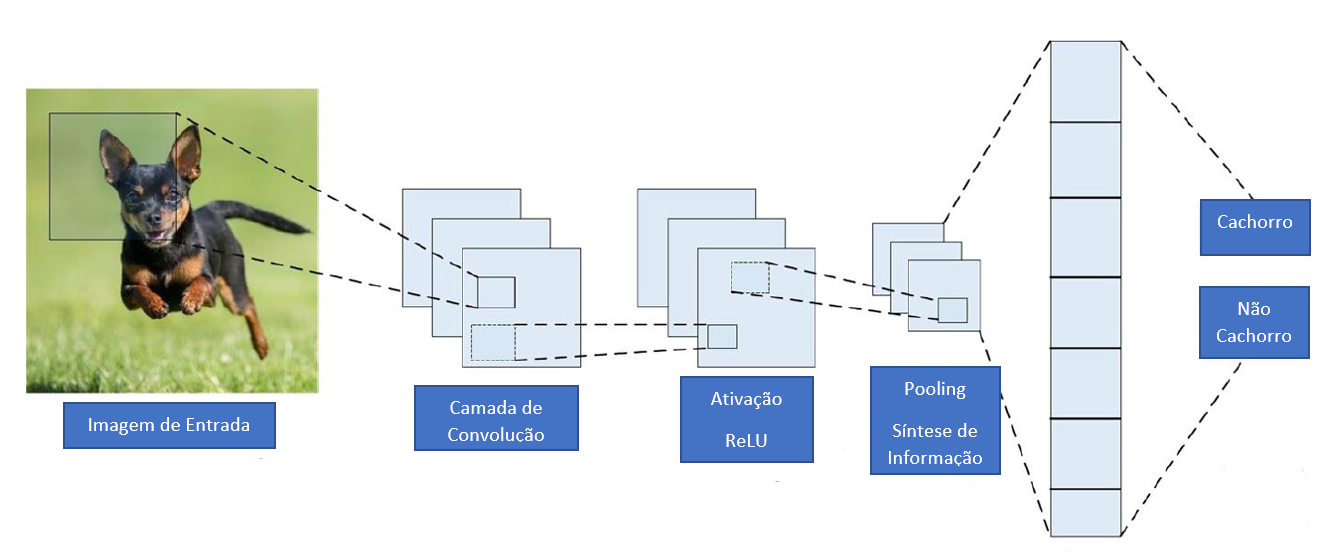 Imagem de Entrada
Camada de
Convolução
Ativação
ReLU
Pooling
Síntese de
Informação
Cachorro
Não
Cachorro